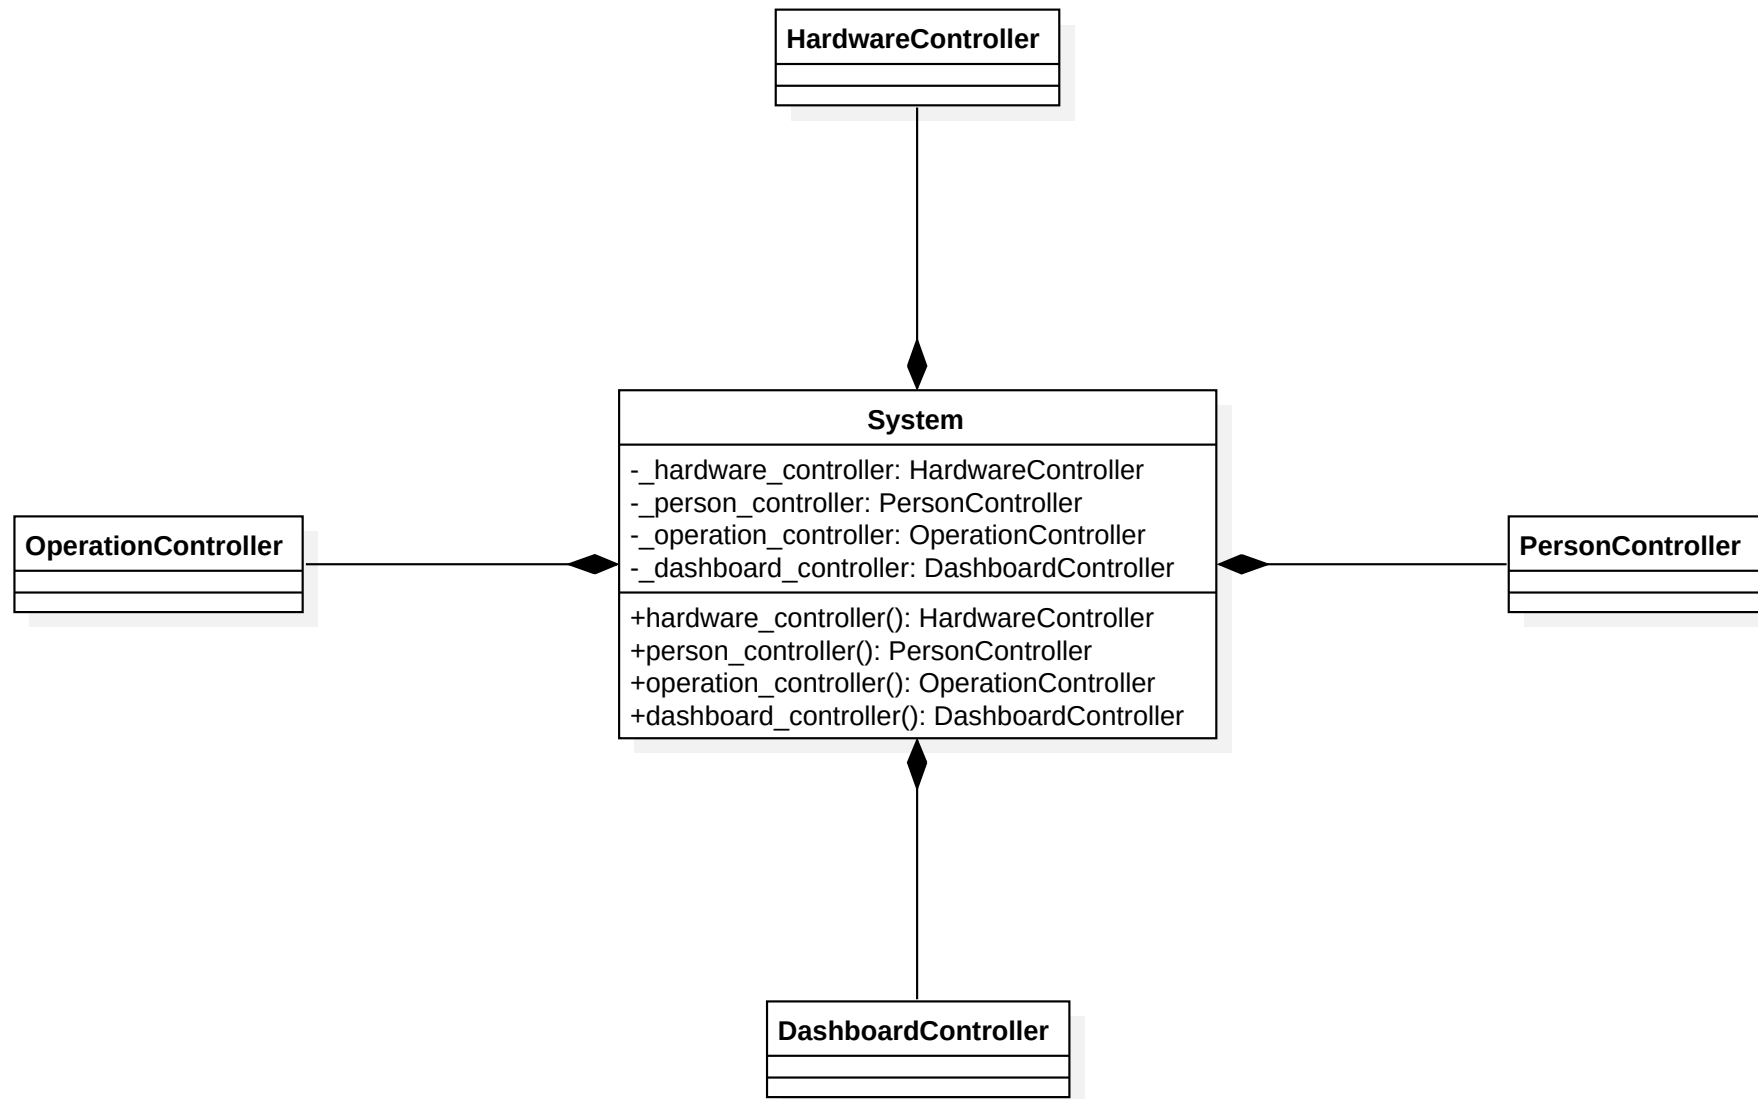 HardwareController
System
-_hardware_controller: HardwareController
-_person_controller: PersonController
-_operation_controller: OperationController
-_dashboard_controller: DashboardController
+hardware_controller(): HardwareController
+person_controller(): PersonController
+operation_controller(): OperationController
+dashboard_controller(): DashboardController
OperationController
PersonController
DashboardController